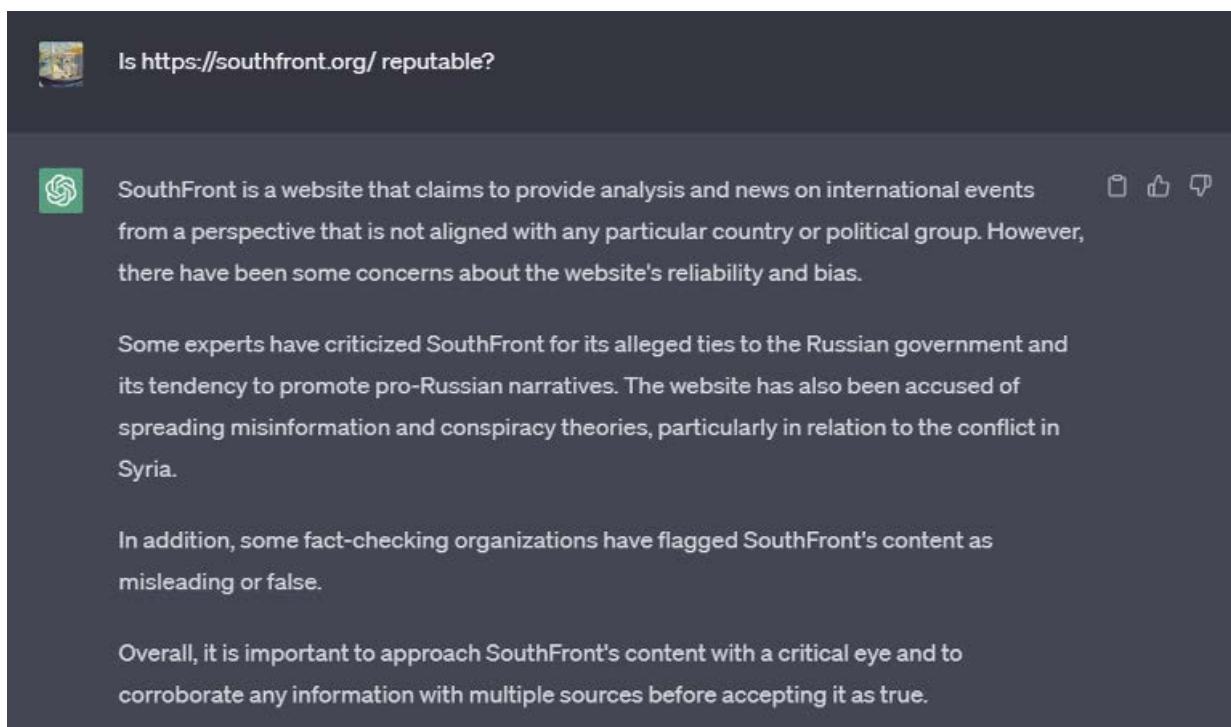 Is https://southfront.org/ reputable?
SouthFront is a website that claims to provide analysis and news on international events
from a perspective that is not aligned with any particular country or political group. However,
there have been some concerns about the website's reliability and bias.
Some experts have criticized SouthFront for its alleged ties to the Russian government and
its tendency to promote pro-Russian narratives. The website has also been accused of
spreading misinformation and conspiracy theories, particularly in relation to the conflict in
Syria.
In addition, some fact-checking organizations have flagged SouthFront's content as
misleading or false.
Overall, it is important to approach SouthFront's content with a critical eye and to
corroborate any information with multiple sources before accepting it as true.